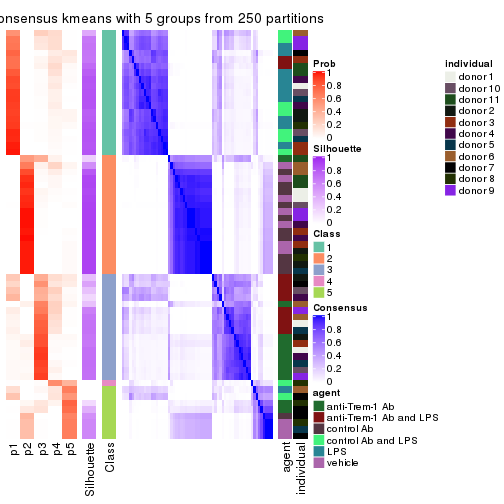 onsensus kmeans with 5 groups from 250 partitions
Prob
1
0.8
0.6
0.4
0.2
0
Silhouette
1
0.8
0.6
0.4
0.2
0
Class
1
2
3
4
5
Consensus
1
0.8
0.6
0.4
0.2
0
agent
anti-Trem-1 Ab
anti-Trem-1 Ab and LPS
control Ab
control Ab and LPS
LPS
vehicle
individual
donor 1
donor 10
donor 11
donor 2
donor 3
donor 4
donor 5
donor 6
donor 7
donor 8
donor 9
p1
p2
p3
p4
p5
Silhouette
Class
agent
individual